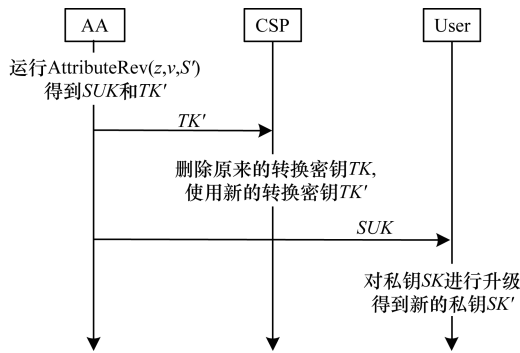 AA
CSP
User
运行AttributeRev(z,v,S′)
得到SUK和TK′
TK′
删除原来的转换密钥TK,
使用新的转换密钥TK′
SUK
对私钥SK进行升级
得到新的私钥SK′